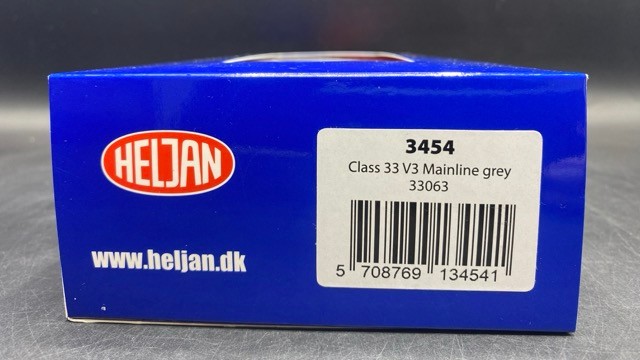 HELJAN
www.heljan.dk
3454
Class 33 V3 Mainline grey
33063
5 708769 134541